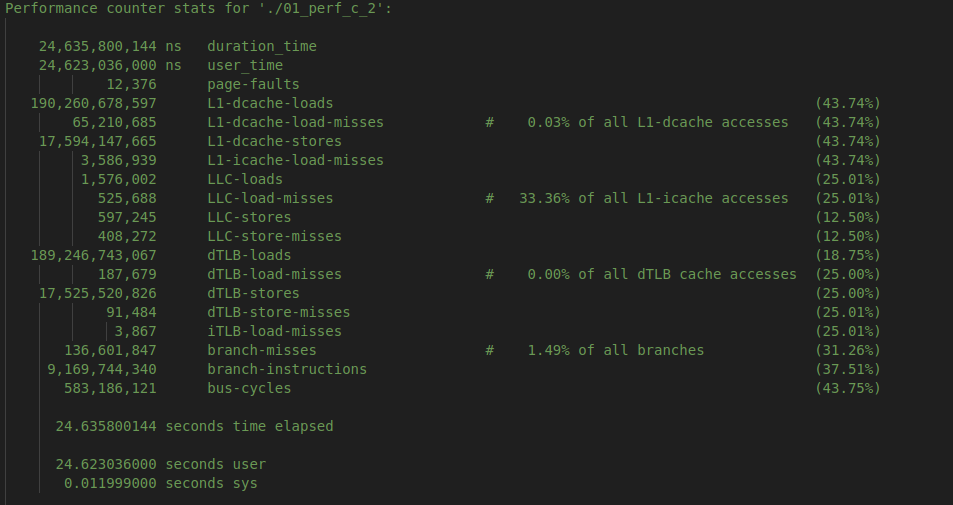 Performance counter stats for './01_perf_c_2':
24,635,800,144 ns duration_time
24,623,036,000 ns user_time
12,376 page-faults
190,260,678,597 L1-dcache-loads (43.74%)
65,210,685 L1-dcache-load-misses # 0.03% of all L1-dcache accesses (43.74%)
17,594,147,665 L1-dcache-stores (43.74%)
3,586,939 L1-icache-load-misses (43.74%)
1,576,002 LLC-loads (25.01%)
525,688 LLC-load-misses # 33.36% of all L1-icache accesses (25.01%)
597,245 LLC-stores (12.50%)
408,272 LLC-store-misses (12.50%)
189,246,743,067 dTLB-loads (18.75%)
187,679 dTLB-load-misses # 0.00% of all dTLB cache accesses (25.00%)
17,525,520,826 dTLB-stores (25.00%)
91,484 dTLB-store-misses (25.01%)
3,867 iTLB-load-misses (25.01%)
136,601,847 branch-misses # 1.49% of all branches (31.26%)
9,169,744,340 branch-instructions (37.51%)
583,186,121 bus-cycles (43.75%)
24.635800144 seconds time elapsed
24.623036000 seconds user
0.011999000 seconds sys